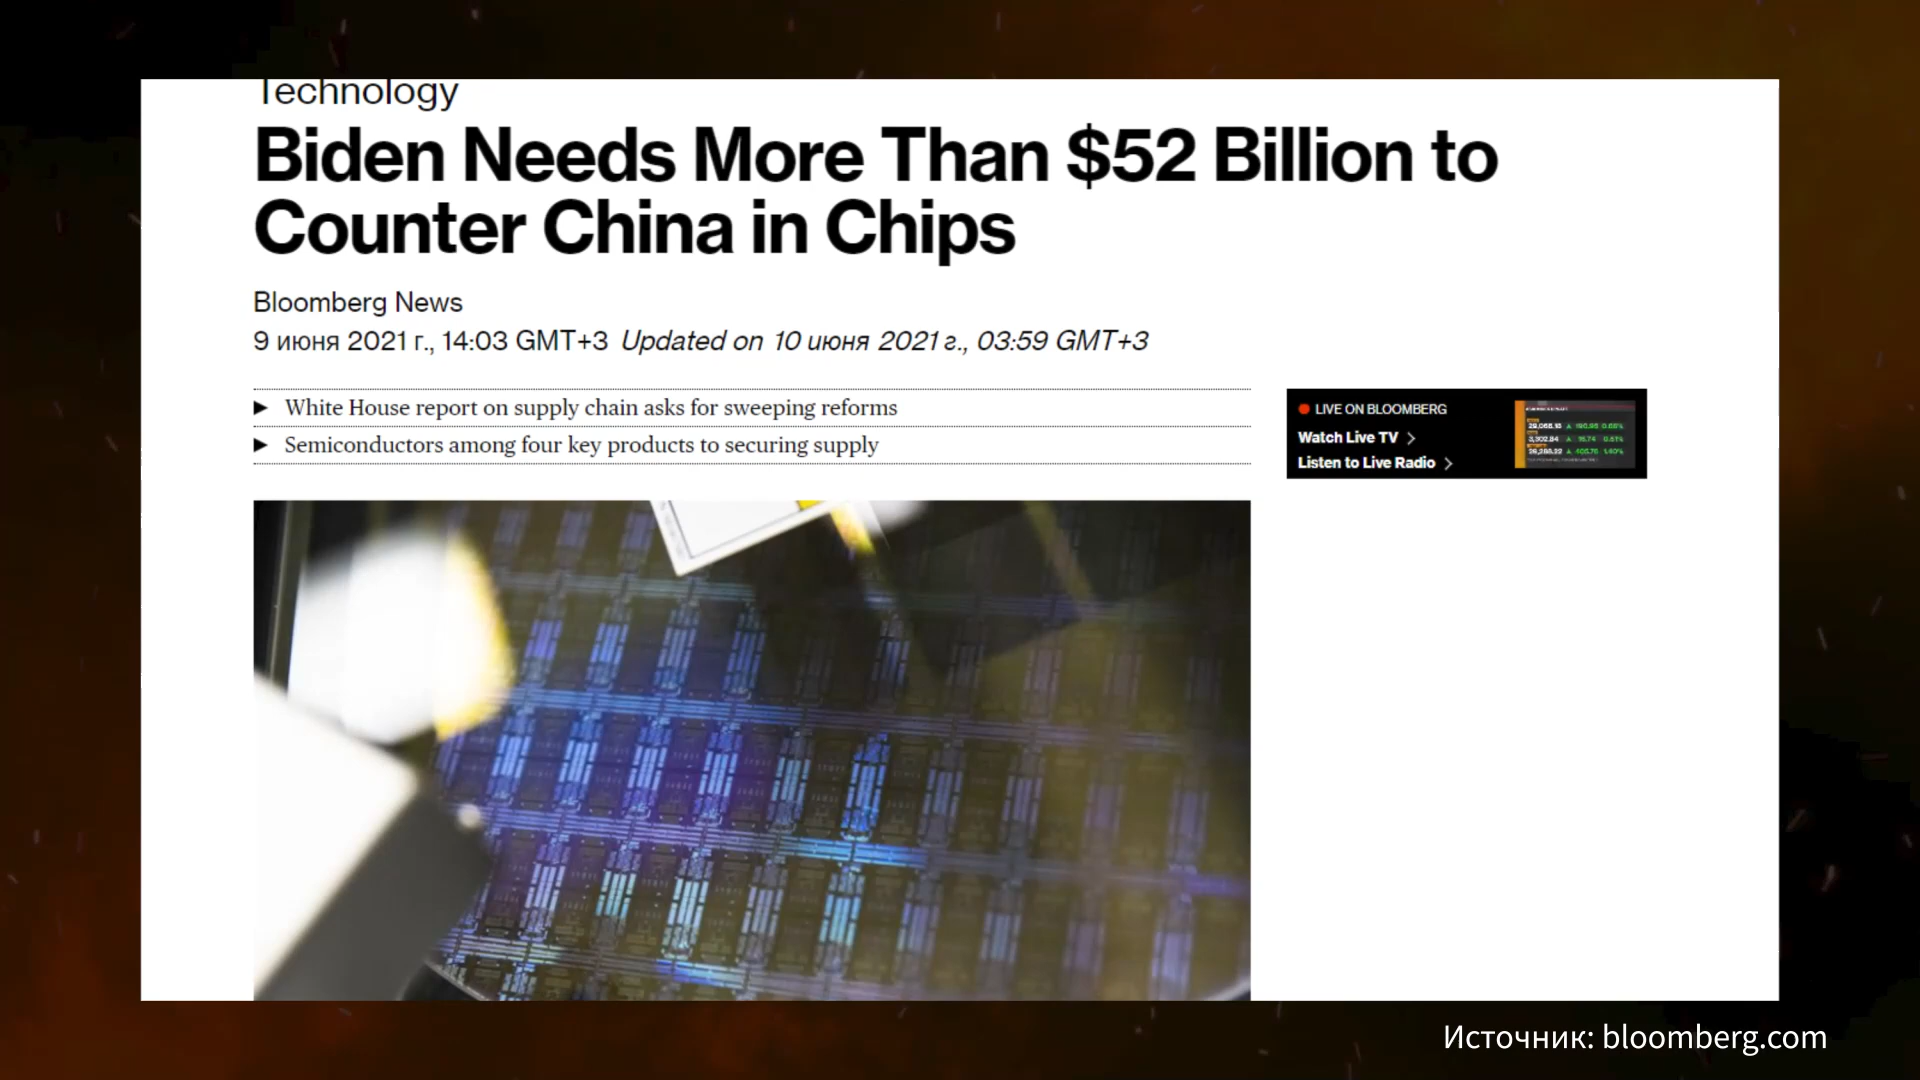 Technology
Biden Needs More Than $52 Billion to
Counter China in Chips
Bloomberg News
9 июня 2021 г., 14:03 GMT+3 Updated on 10 июня 2021 г., 03:59 GMT+3
► White House report on supply chain asks for sweeping reforms
► Semiconductors among four key products to securing supply
LIVE ON BLOOMBERG
Watch Live TV >
Listen to Live Radio >
Источник: bloomberg.com